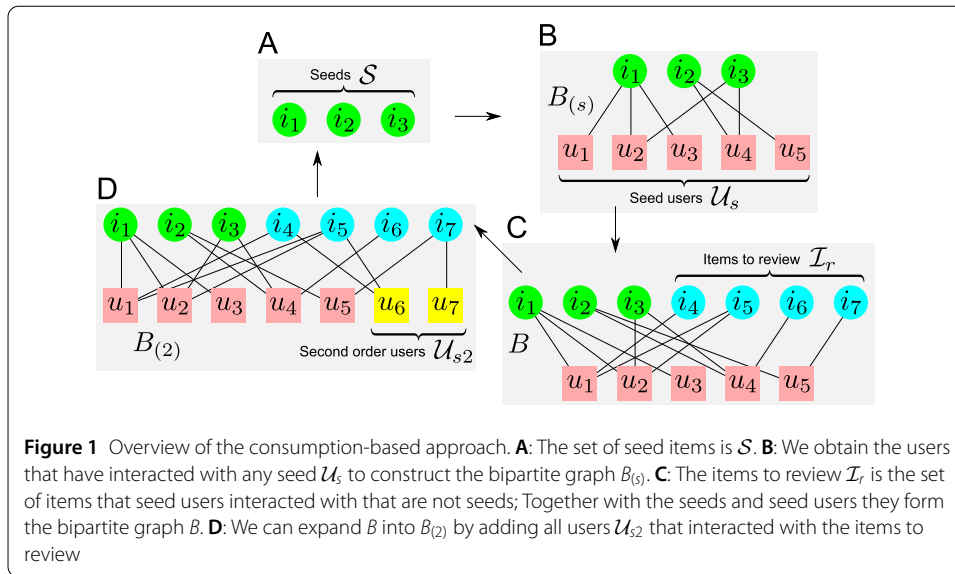 A
Seeds 𝒮
i₁ i₂ i₃
B
i₁ i₂ i₃
B₍ₛ₎
u₁ u₂ u₃ u₄ u₅
Seed users 𝒰ₛ
D
i₁ i₂ i₃ i₄ i₅ i₆ i₇
u₁ u₂ u₃ u₄ u₅ u₆ u₇
B₍₂₎
Second order users 𝒰ₛ₂
C
Items to review ℐᵣ
i₁ i₂ i₃ i₄ i₅ i₆ i₇
B
u₁ u₂ u₃ u₄ u₅
Figure 1 Overview of the consumption-based approach. A: The set of seed items is 𝒮. B: We obtain the users
that have interacted with any seed 𝒰ₛ to construct the bipartite graph B₍ₛ₎. C: The items to review ℐᵣ is the set
of items that seed users interacted with that are not seeds; Together with the seeds and seed users they form
the bipartite graph B. D: We can expand B into B₍₂₎ by adding all users 𝒰ₛ₂ that interacted with the items to
review